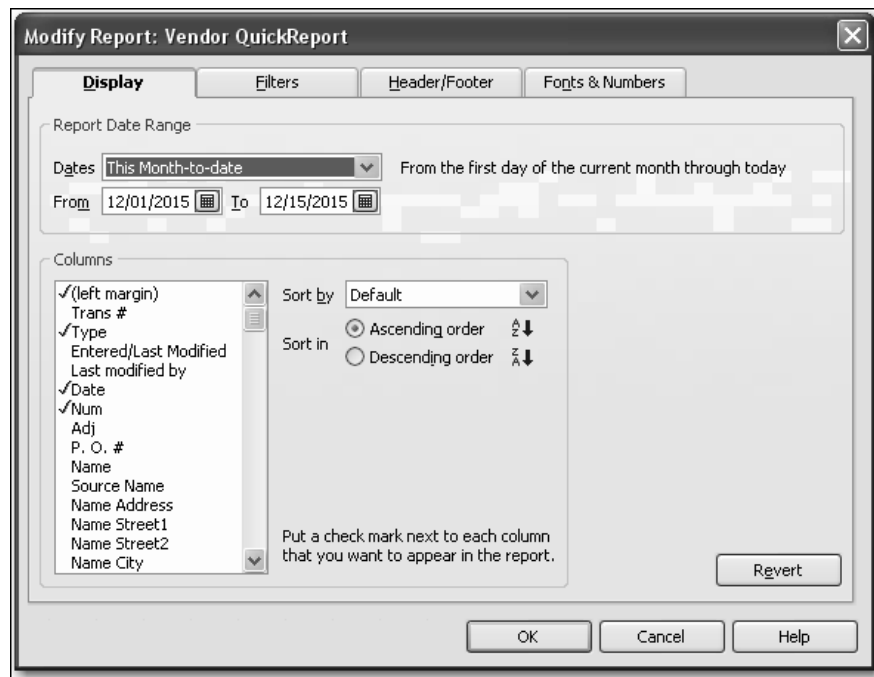 Modify Report: Vendor QuickReport
Display Filters Header/Footer Fonts & Numbers
Report Date Range
Dates This Month-to-date From the first day of the current month through today
From 12/01/2015 To 12/15/2015
Columns
✓(left margin)
Trans #
✓Type
Entered/Last Modified
Last modified by
✓Date
✓Num
Adj
P. O. #
Name
Source Name
Name Address
Name Street1
Name Street2
Name City
Sort by Default
Sort in
Ascending order
Descending order
Put a check mark next to each column
that you want to appear in the report.
Revert
OK Cancel Help